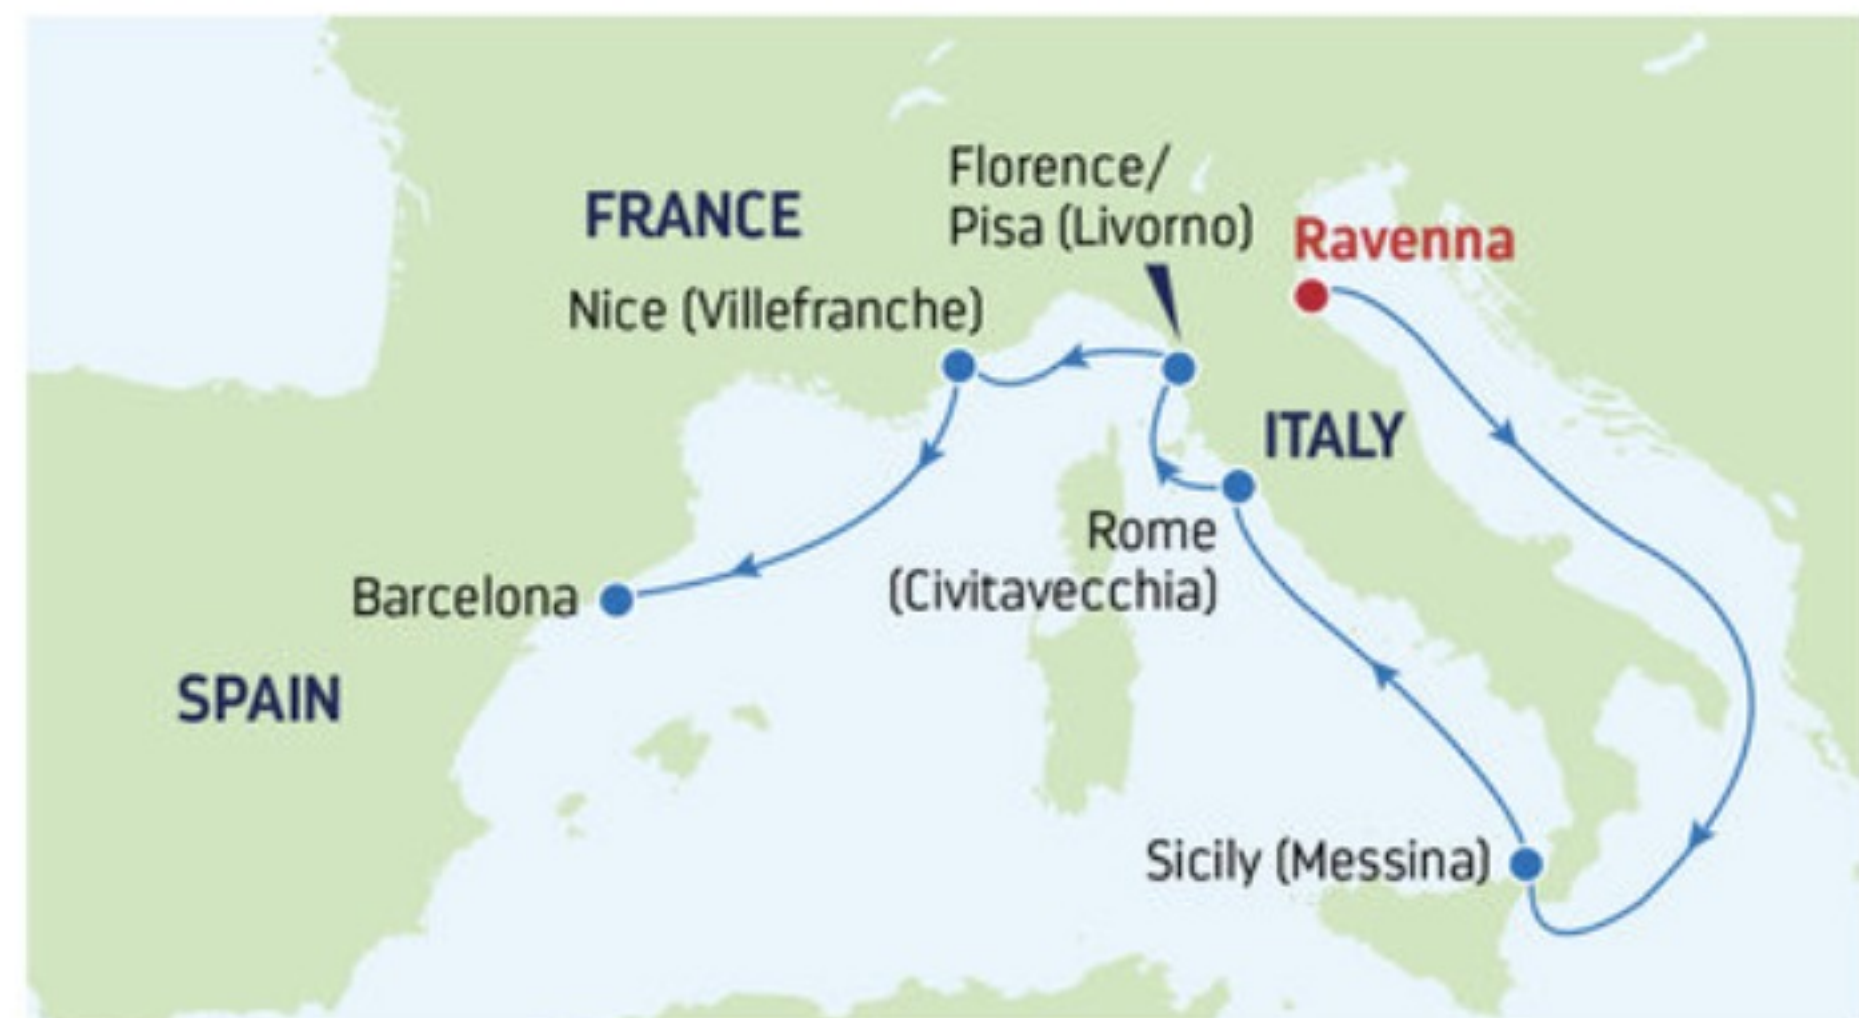 Florence/
Pisa (Livorno)
FRANCE
Ravenna
Nice (Villefranche)
ITALY
Rome
(Civitavecchia)
Barcelona
SPAIN
Sicily (Messina)